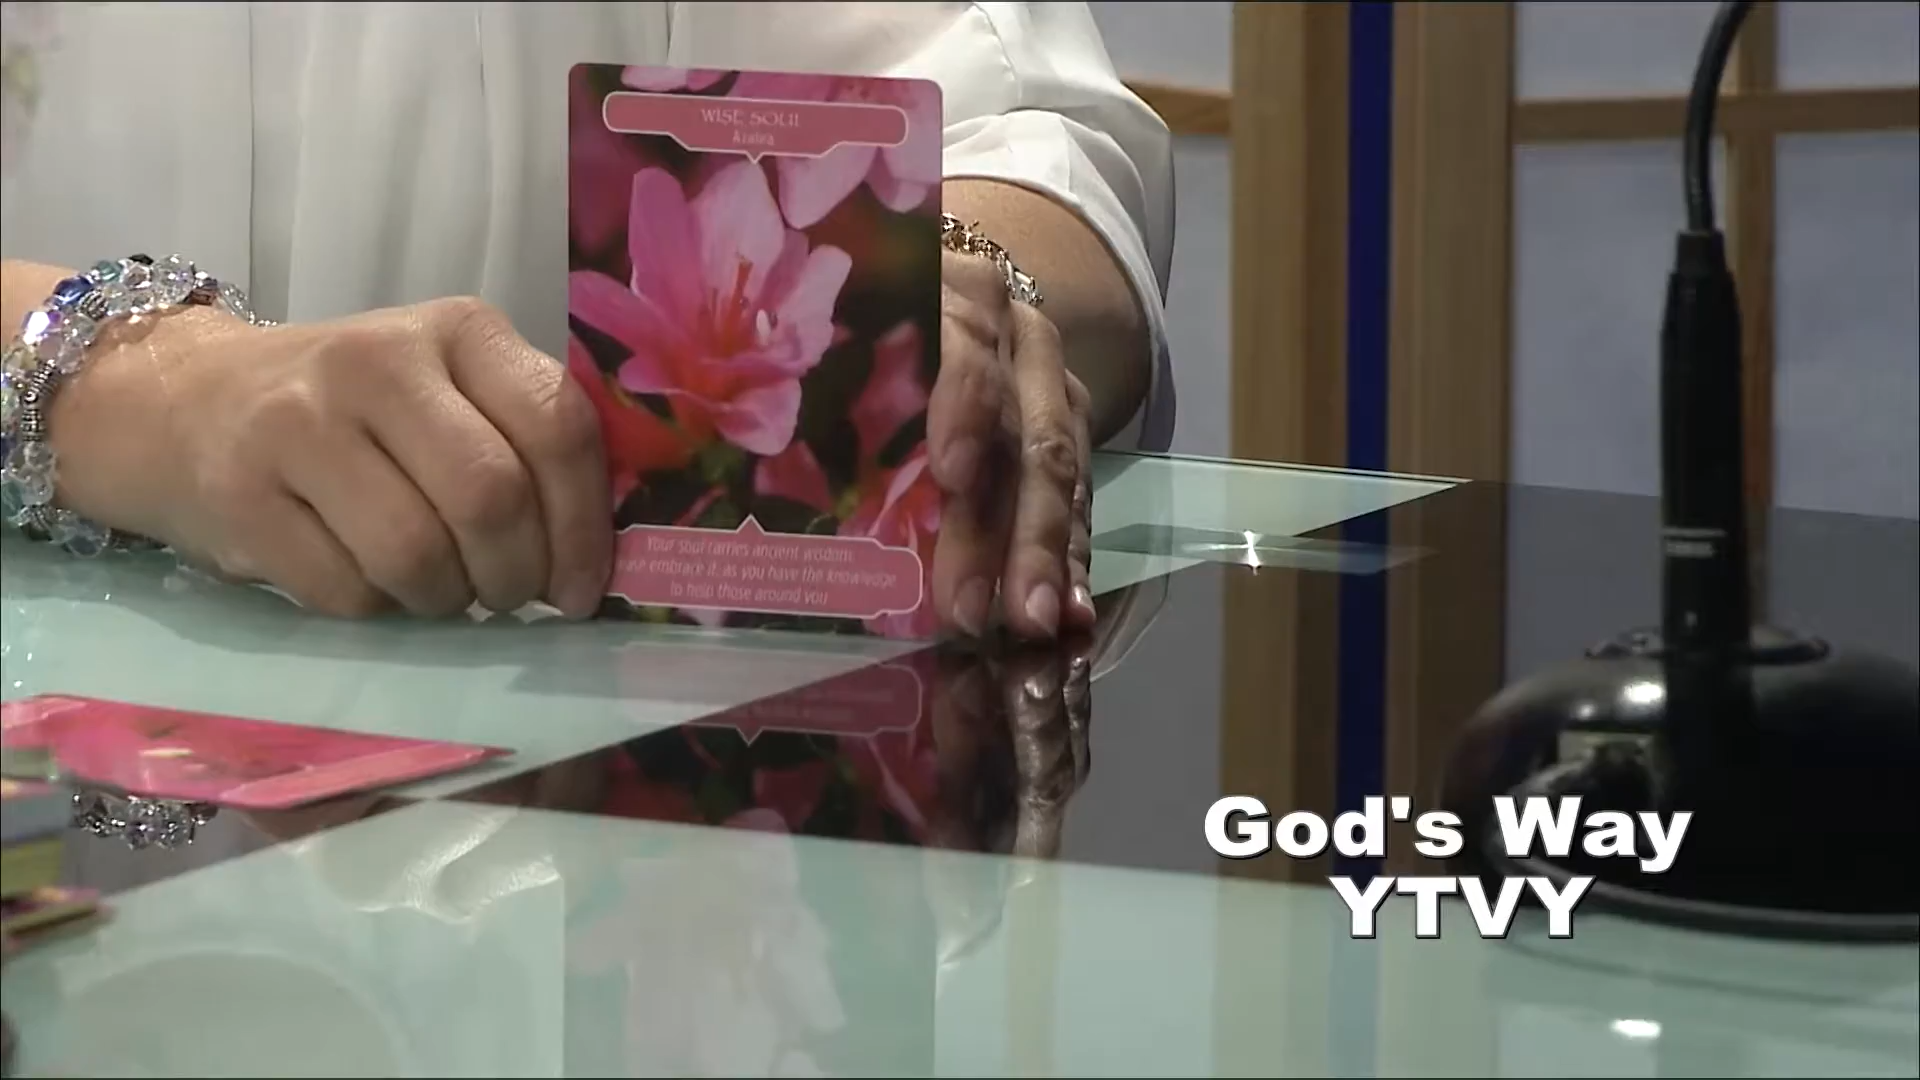 WISE SOUL
Azalea
Your soul carries ancient wisdom.
embrace it, as you have the knowledge
to help those around you
God's Way
YTVY